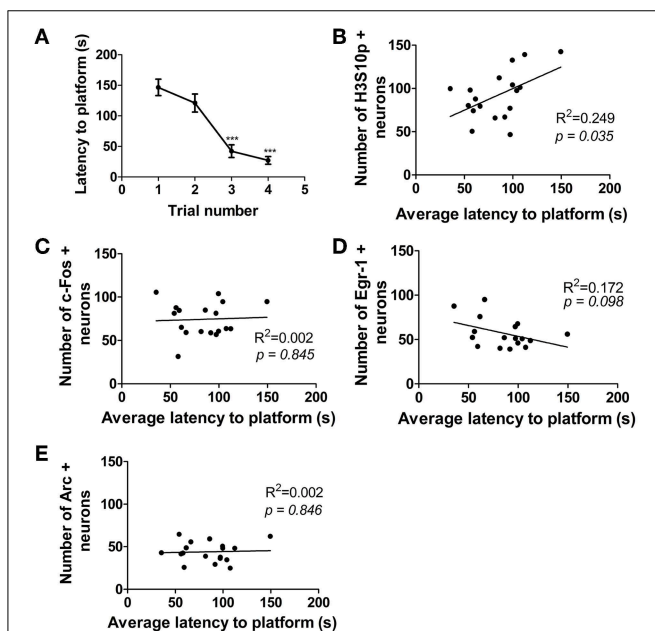 A
Latency to platform (s)
200
150
100
50
0
***
***
0 1 2 3 4 5
Trial number
B
Number of H3S10p +
neurons
150
100
50
0
R²=0.249
p = 0.035
0 50 100 150 200
Average latency to platform (s)
C
Number of c-Fos +
neurons
150
100
50
0
R²=0.002
p = 0.845
0 50 100 150 200
Average latency to platform (s)
D
Number of Egr-1 +
neurons
150
100
50
0
R²=0.172
p = 0.098
0 50 100 150 200
Average latency to platform (s)
E
Number of Arc +
neurons
150
100
50
0
R²=0.002
p = 0.846
0 50 100 150 200
Average latency to platform (s)